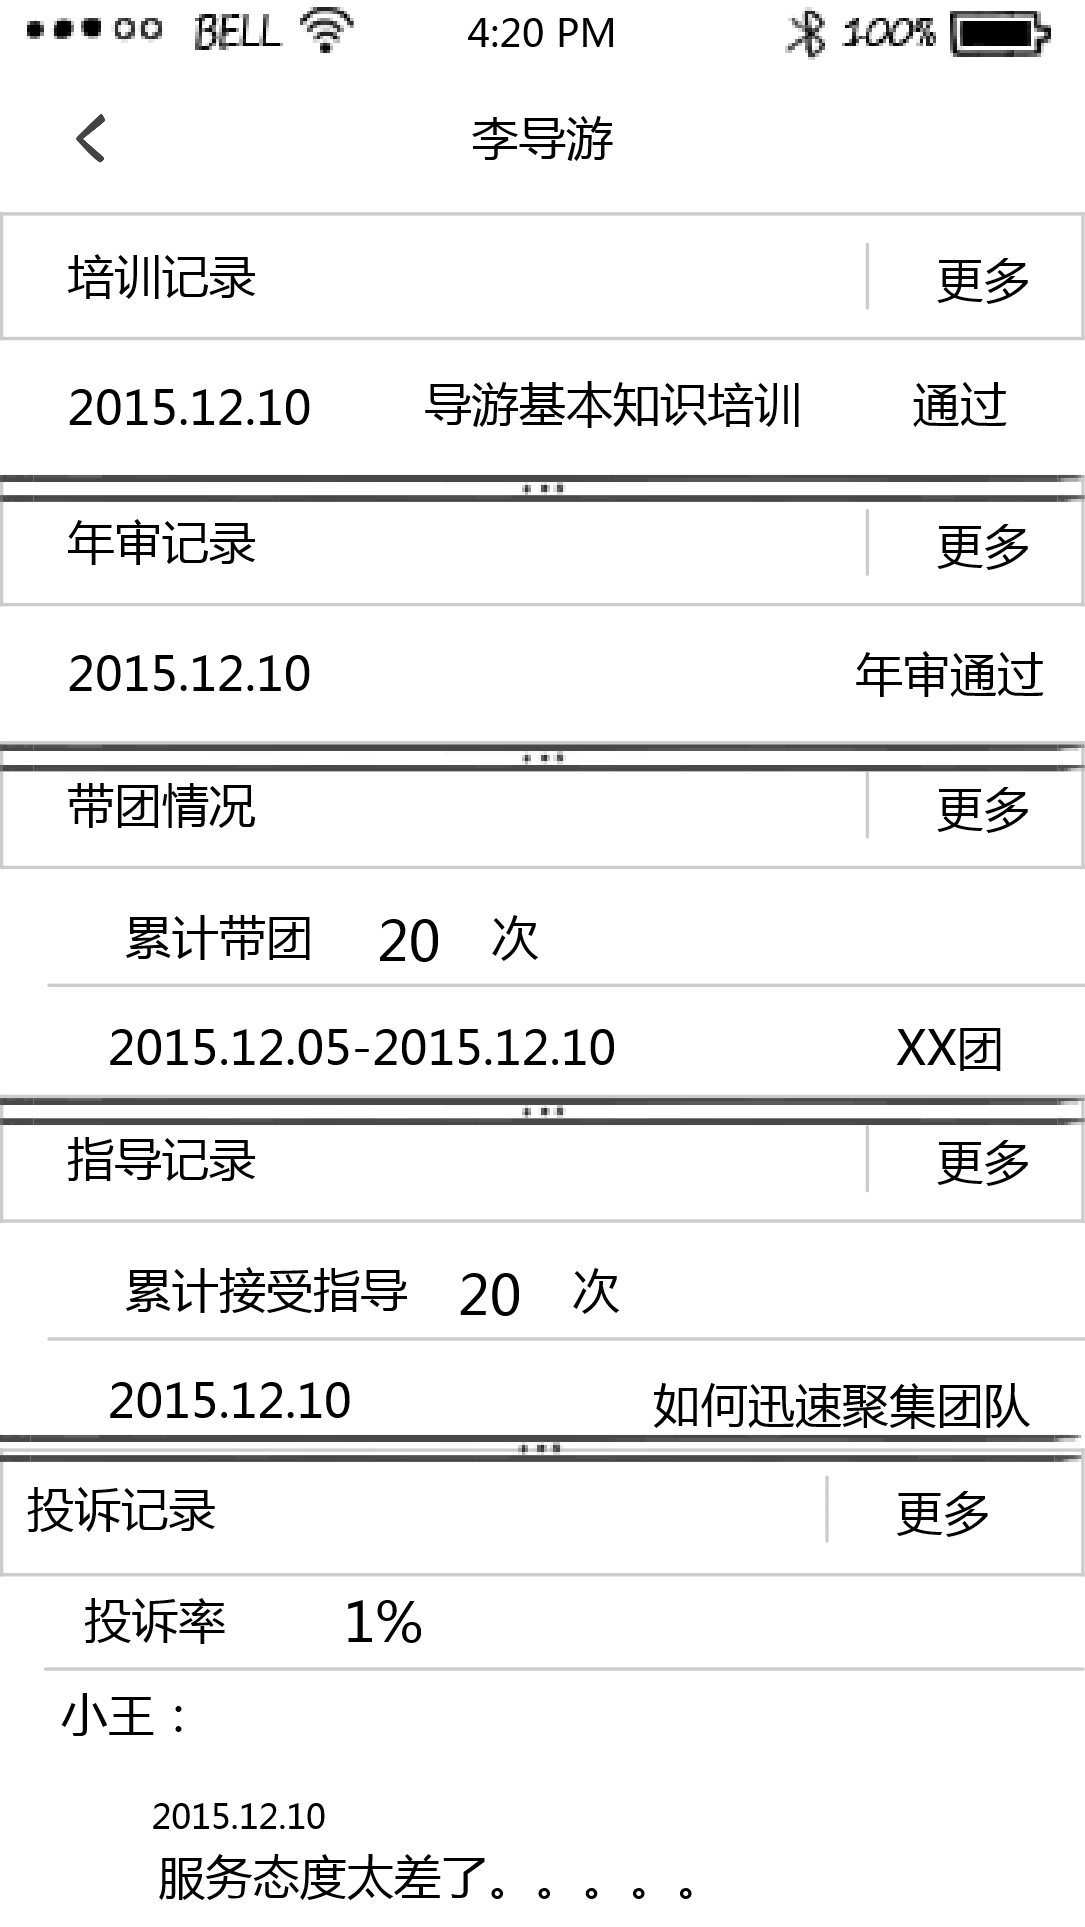 BELL 4:20 PM 100%
李导游
培训记录 更多
2015.12.10 导游基本知识培训 通过
年审记录 更多
2015.12.10 年审通过
带团情况 更多
累计带团 20 次
2015.12.05-2015.12.10 XX团
指导记录 更多
累计接受指导 20 次
2015.12.10 如何迅速聚集团队
投诉记录 更多
投诉率 1%
小王：
2015.12.10
服务态度太差了。。。。。